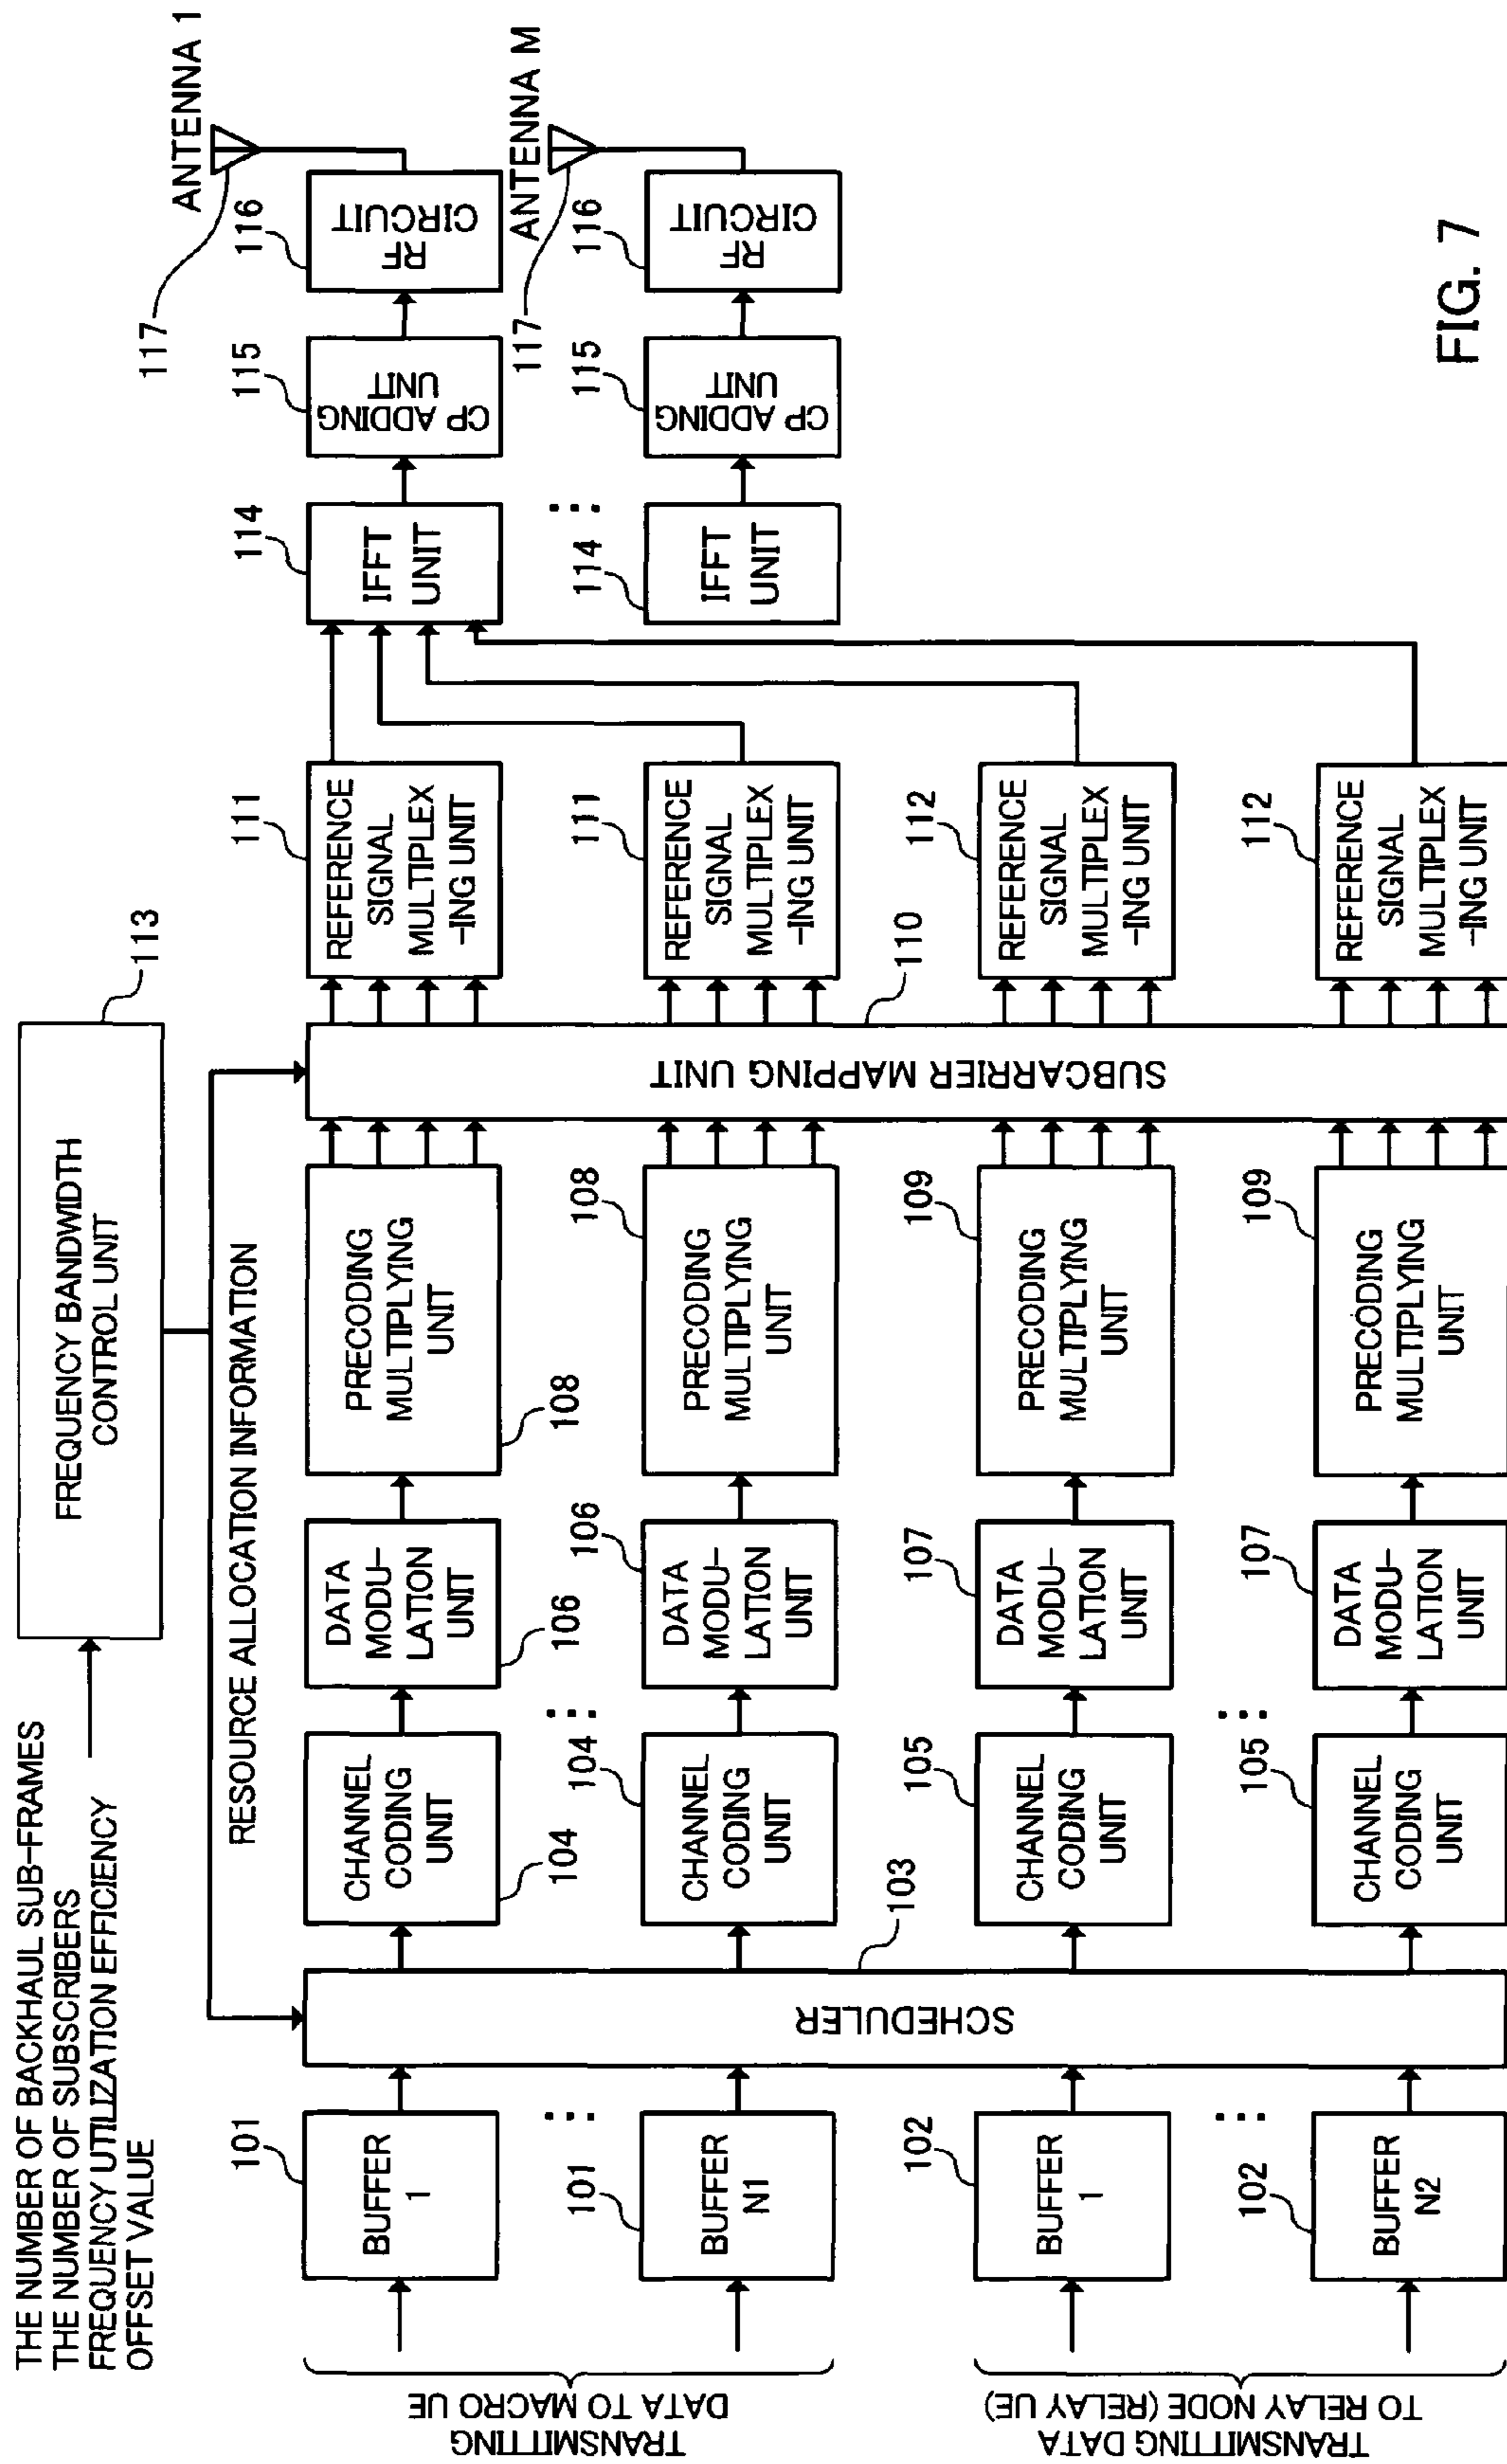 THE NUMBER OF BACKHAUL SUB-FRAMES
THE NUMBER OF SUBSCRIBERS
FREQUENCY UTILIZATION EFFICIENCY
OFFSET VALUE
FREQUENCY BANDWIDTH
CONTROL UNIT
113
RESOURCE ALLOCATION INFORMATION
TRANSMITTING
DATA TO MACRO UE
TRANSMITTING DATA
TO RELAY NODE (RELAY UE)
101
BUFFER
1
...
101
BUFFER
N1
102
BUFFER
1
...
102
BUFFER
N2
SCHEDULER
103
CHANNEL
CODING
UNIT
104
...
104
CHANNEL
CODING
UNIT
105
CHANNEL
CODING
UNIT
...
105
CHANNEL
CODING
UNIT
DATA
MODU-
LATION
UNIT
106
106
DATA
MODU-
LATION
UNIT
107
DATA
MODU-
LATION
UNIT
107
DATA
MODU-
LATION
UNIT
PRECODING
MULTIPLYING
UNIT
108
108
PRECODING
MULTIPLYING
UNIT
109
PRECODING
MULTIPLYING
UNIT
109
PRECODING
MULTIPLYING
UNIT
SUBCARRIER MAPPING UNIT
110
111
REFERENCE
SIGNAL
MULTIPLEX
-ING UNIT
111
REFERENCE
SIGNAL
MULTIPLEX
-ING UNIT
112
REFERENCE
SIGNAL
MULTIPLEX
-ING UNIT
112
REFERENCE
SIGNAL
MULTIPLEX
-ING UNIT
114
IFFT
UNIT
...
114
IFFT
UNIT
115
CP ADDING
UNIT
115
CP ADDING
UNIT
116
RF
CIRCUIT
116
RF
CIRCUIT
117
ANTENNA 1
117
ANTENNA M
FIG. 7